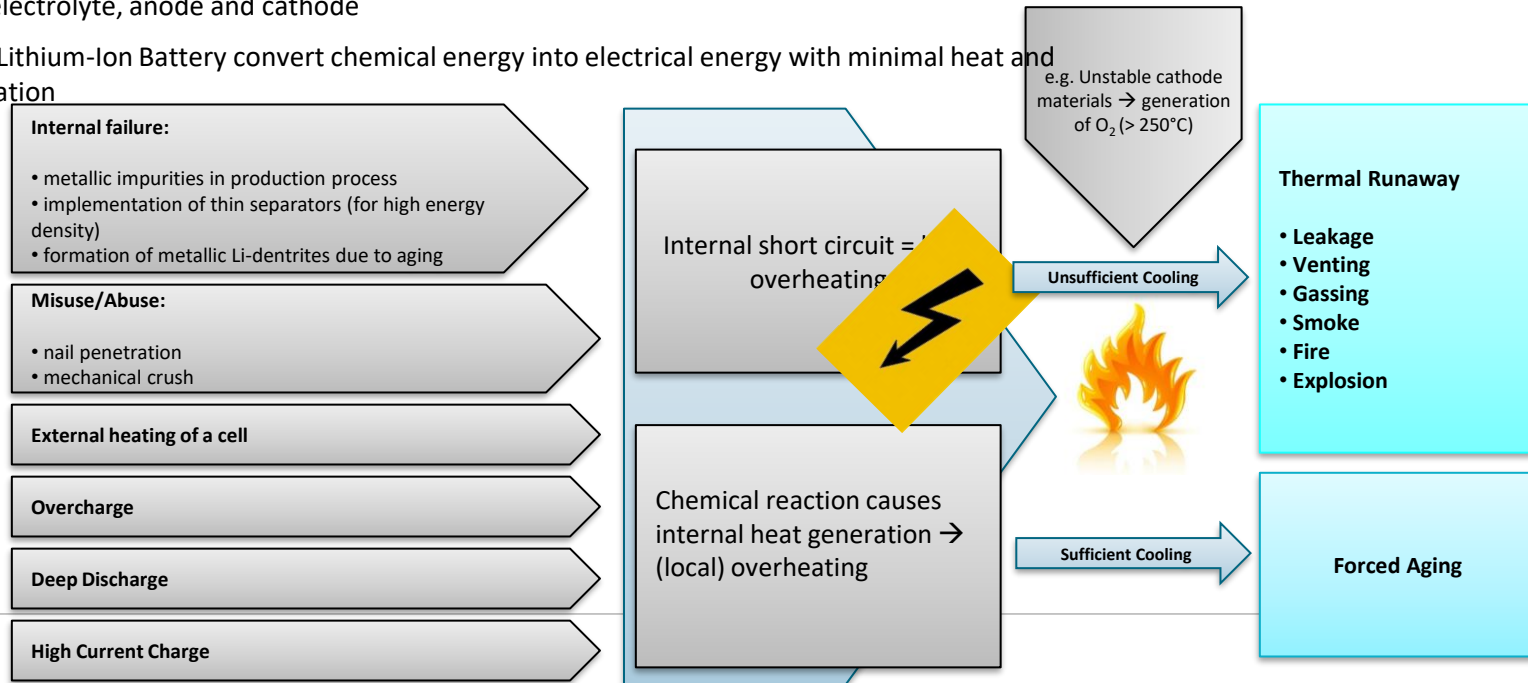 electrolyte, anode and cathode
Lithium-Ion Battery convert chemical energy into electrical energy with minimal heat and
Internal failure:
• metallic impurities in production process
• implementation of thin separators (for high energy
density)
• formation of metallic Li-dentrites due to aging
Misuse/Abuse:
• nail penetration
• mechanical crush
External heating of a cell
Overcharge
Deep Discharge
High Current Charge
Internal short circuit =
overheating
Chemical reaction causes
internal heat generation →
(local) overheating
e.g. Unstable cathode
materials → generation
of O₂ (> 250°C)
Unsufficient Cooling
Sufficient Cooling
Thermal Runaway
• Leakage
• Venting
• Gassing
• Smoke
• Fire
• Explosion
Forced Aging